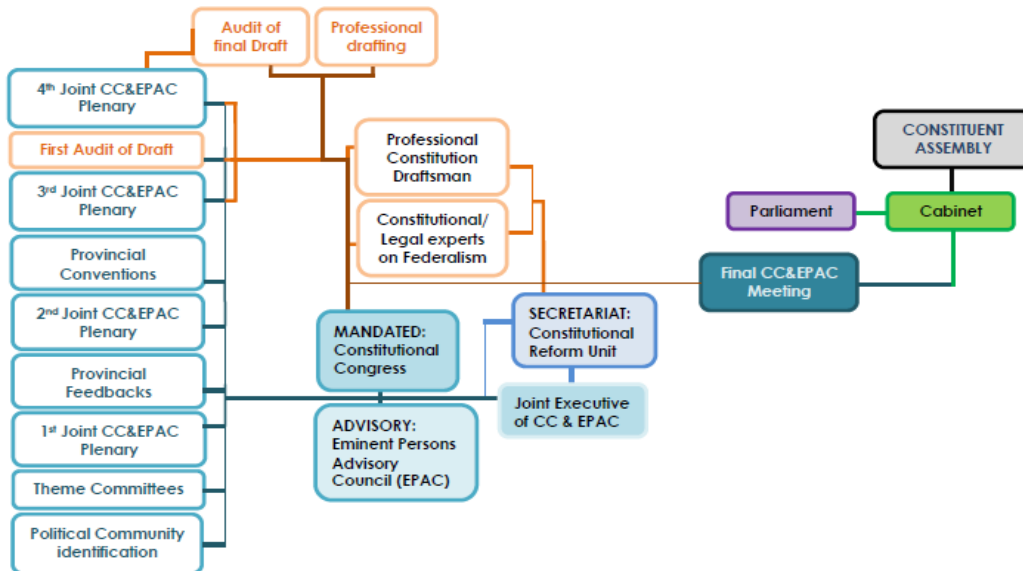 Audit of
final Draft
Professional
drafting
4th Joint CC&EPAC
Plenary
First Audit of Draft
3rd Joint CC&EPAC
Plenary
Provincial
Conventions
2nd Joint CC&EPAC
Plenary
Provincial
Feedbacks
1st Joint CC&EPAC
Plenary
Theme Committees
Political Community
identification
Professional
Constitution
Draftsman
Constitutional/
Legal experts
on Federalism
MANDATED:
Constitutional
Congress
ADVISORY:
Eminent Persons
Advisory
Council (EPAC)
SECRETARIAT:
Constitutional
Reform Unit
Joint Executive
of CC & EPAC
CONSTITUENT
ASSEMBLY
Parliament
Cabinet
Final CC&EPAC
Meeting